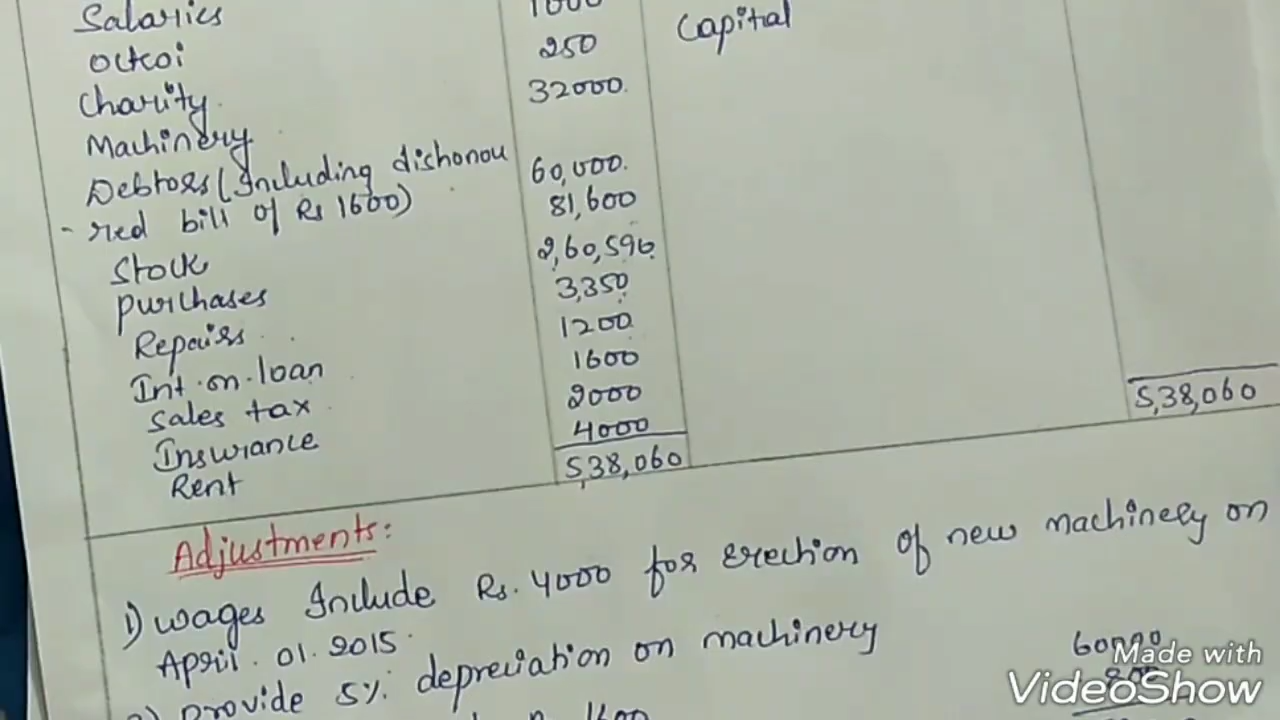 Salaries 1000
Octroi 250 Capital
Charity 32000.
Machinery
Debtors (Including dishonou 60,000.
- red bill of Rs 1600) 81,600
Stock 2,60,596
purchases 3,350
Repairs 1200
Int. on. loan 1600
Sales tax 2000
Insurance 4000
Rent 5,38,060 5,38,060
Adjustments:
1) Wages Include Rs. 4000 for Erection of new machinery on
April. 01. 2015.
2) Provide 5% depreciation on machinery
1600
Made with
VideoShow